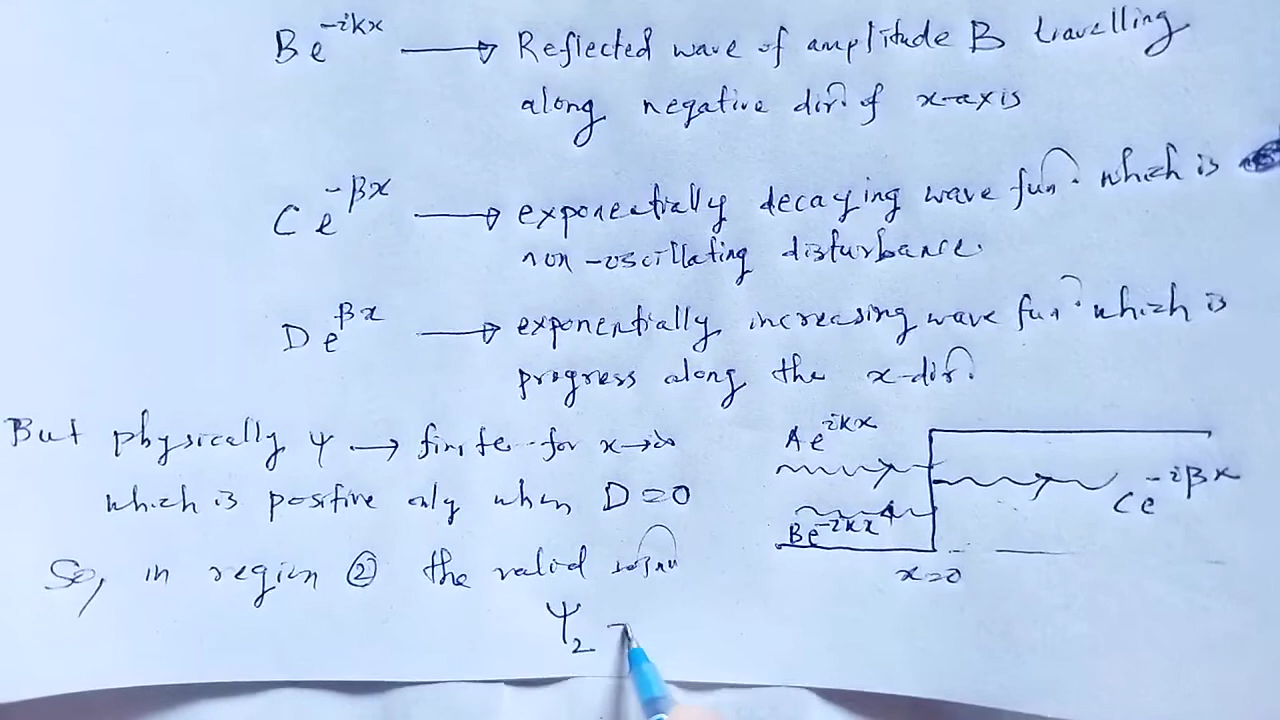 Be^{-ikx} → Reflected wave of amplitude B travelling
along negative dirn. of x-axis
Ce^{-βx} → exponentially decaying wave fun. which is
non-oscillating disturbance.
De^{βx} → exponentially increasing wave fun. which is
progress along the x-dirn.
But physically ψ → finite for x→∞
which is positive only when D=0
So, in region ② the valid soln
ψ₂ -
Ae^{ikx}
Ce^{-iβx}
Be^{-ikx}
x=0